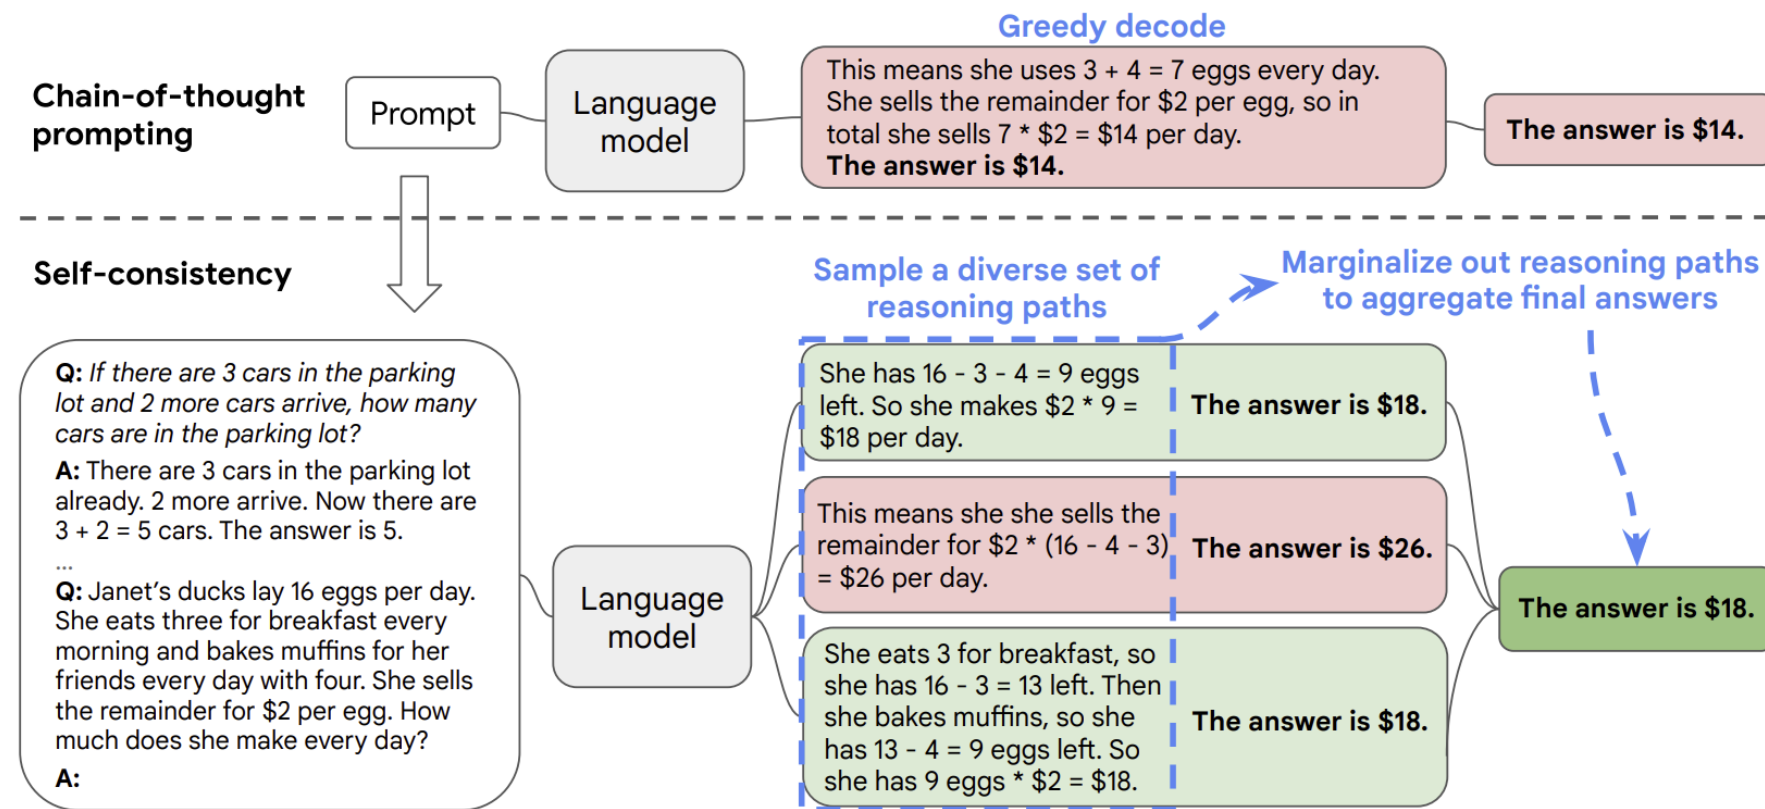 Greedy decode
Chain-of-thought
prompting
Prompt
Language
model
This means she uses 3 + 4 = 7 eggs every day.
She sells the remainder for $2 per egg, so in
total she sells 7 * $2 = $14 per day.
The answer is $14.
The answer is $14.
Self-consistency
Sample a diverse set of
reasoning paths
Marginalize out reasoning paths
to aggregate final answers
Q: If there are 3 cars in the parking
lot and 2 more cars arrive, how many
cars are in the parking lot?
A: There are 3 cars in the parking lot
already. 2 more arrive. Now there are
3 + 2 = 5 cars. The answer is 5.
...
Q: Janet’s ducks lay 16 eggs per day.
She eats three for breakfast every
morning and bakes muffins for her
friends every day with four. She sells
the remainder for $2 per egg. How
much does she make every day?
A:
Language
model
She has 16 - 3 - 4 = 9 eggs
left. So she makes $2 * 9 =
$18 per day.
The answer is $18.
This means she she sells the
remainder for $2 * (16 - 4 - 3)
= $26 per day.
The answer is $26.
She eats 3 for breakfast, so
she has 16 - 3 = 13 left. Then
she bakes muffins, so she
has 13 - 4 = 9 eggs left. So
she has 9 eggs * $2 = $18.
The answer is $18.
The answer is $18.